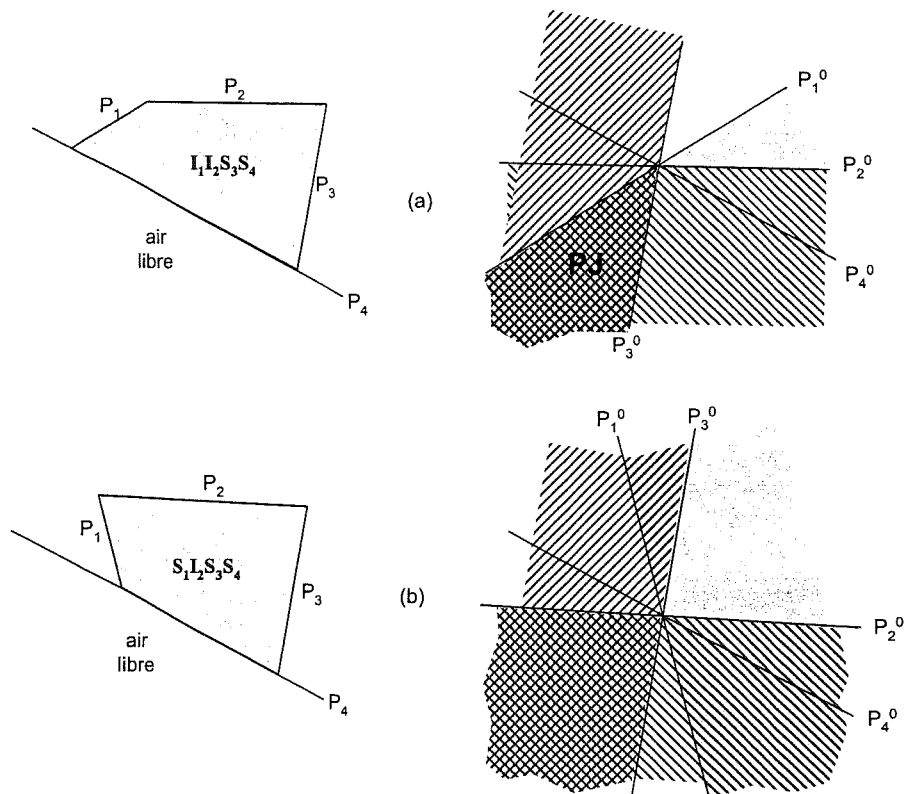 P₁
P₂
I₁I₂S₃S₄
P₃
air
libre
P₄
(a)
P₁⁰
P₂⁰
P₄⁰
PJ
P₃⁰
P₁
P₂
S₁I₂S₃S₄
P₃
air
libre
P₄
(b)
P₁⁰
P₃⁰
P₂⁰
P₄⁰